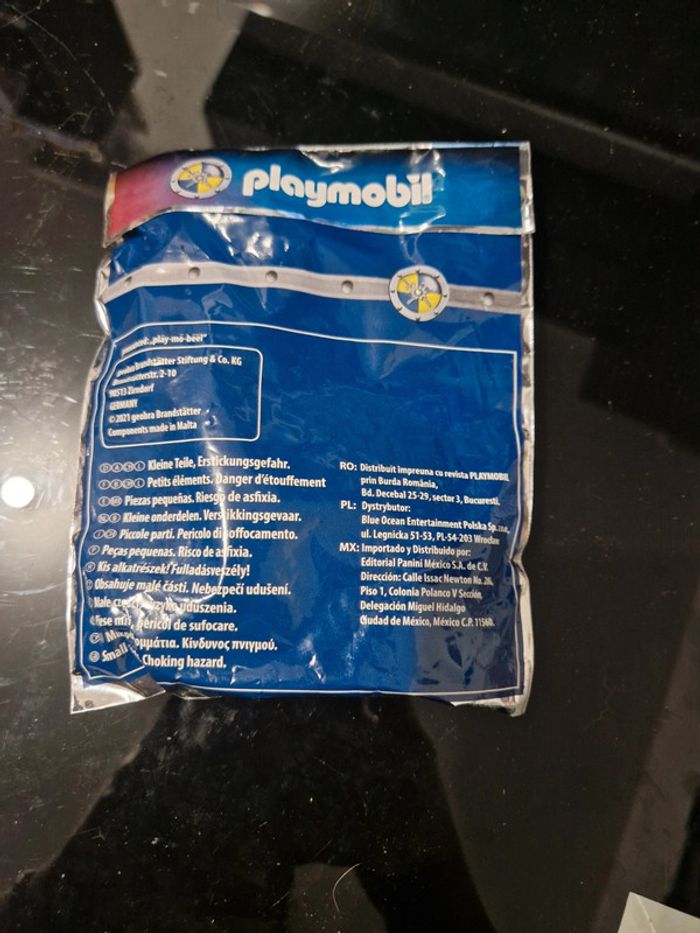 playmobil
„play-mo-beel"
geobra Brandstätter Stiftung & Co. KG
2-10
90513 Zirndorf
GERMANY
© 2021 geobra Brandstätter
Components made in Malta
Kleine Teile, Erstickungsgefahr.
Petits éléments. Danger d'étouffement
Piezas pequeñas. Riesgo de asfixia.
Kleine onderdelen. Verstikkingsgevaar.
Piccole parti. Pericolo di soffocamento.
Peças pequenas. Risco de asfixia.
Kis alkatrészek! Fulladásveszély!
Obsahuje malé části. Nebezpečí udušení.
uduszenia.
pericol de sufocare.
Κίνδυνος πνιγμού.
Small Choking hazard.
RO: Distribuit împreuna cu revista PLAYMOBIL
prin Burda România,
Bd. Decebal 25-29, sector 3, Bucuresti.
PL: Dystrybutor:
Blue Ocean Entertainment Polska
ul. Legnicka 51-53, PL-54-203 Wrocław
MX: Importado y Distribuido por:
Editorial Panini México S.A. de C.V.
Dirección: Calle Issac Newton No. 26,
Piso 1, Colonia Polanco V Sección,
Delegación Miguel Hidalgo
Ciudad de México, México C.P. 11560.